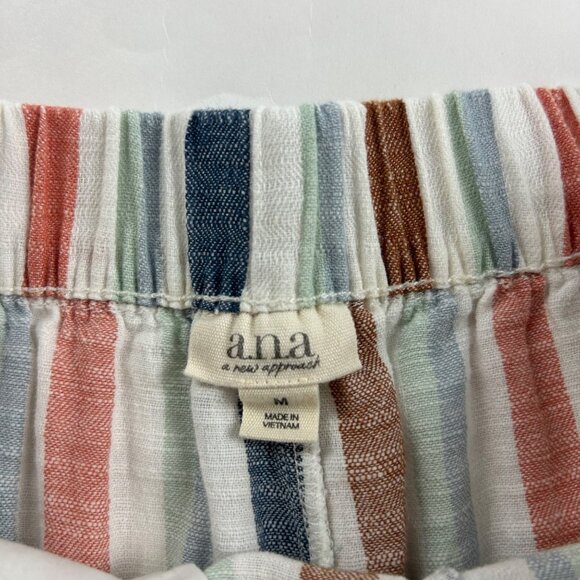 a.n.a
a new approach
M
MADE IN
VIETNAM